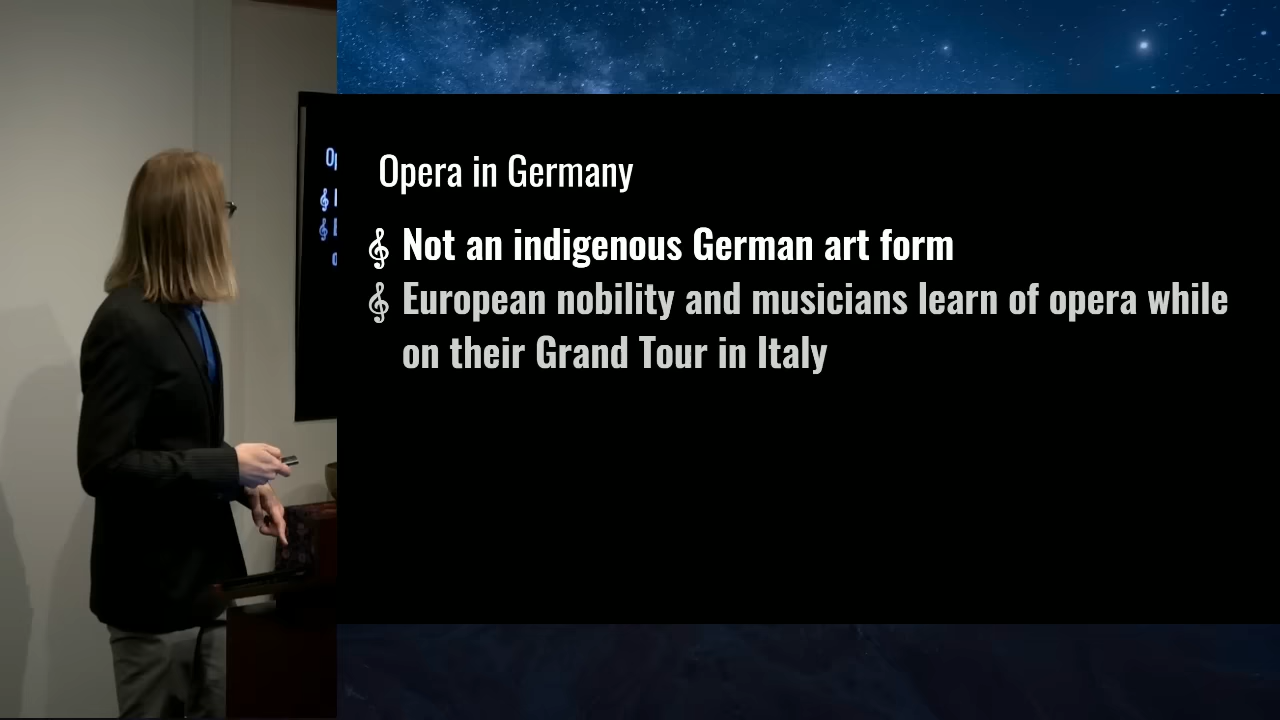 Opera in Germany
Not an indigenous German art form
European nobility and musicians learn of opera while
on their Grand Tour in Italy